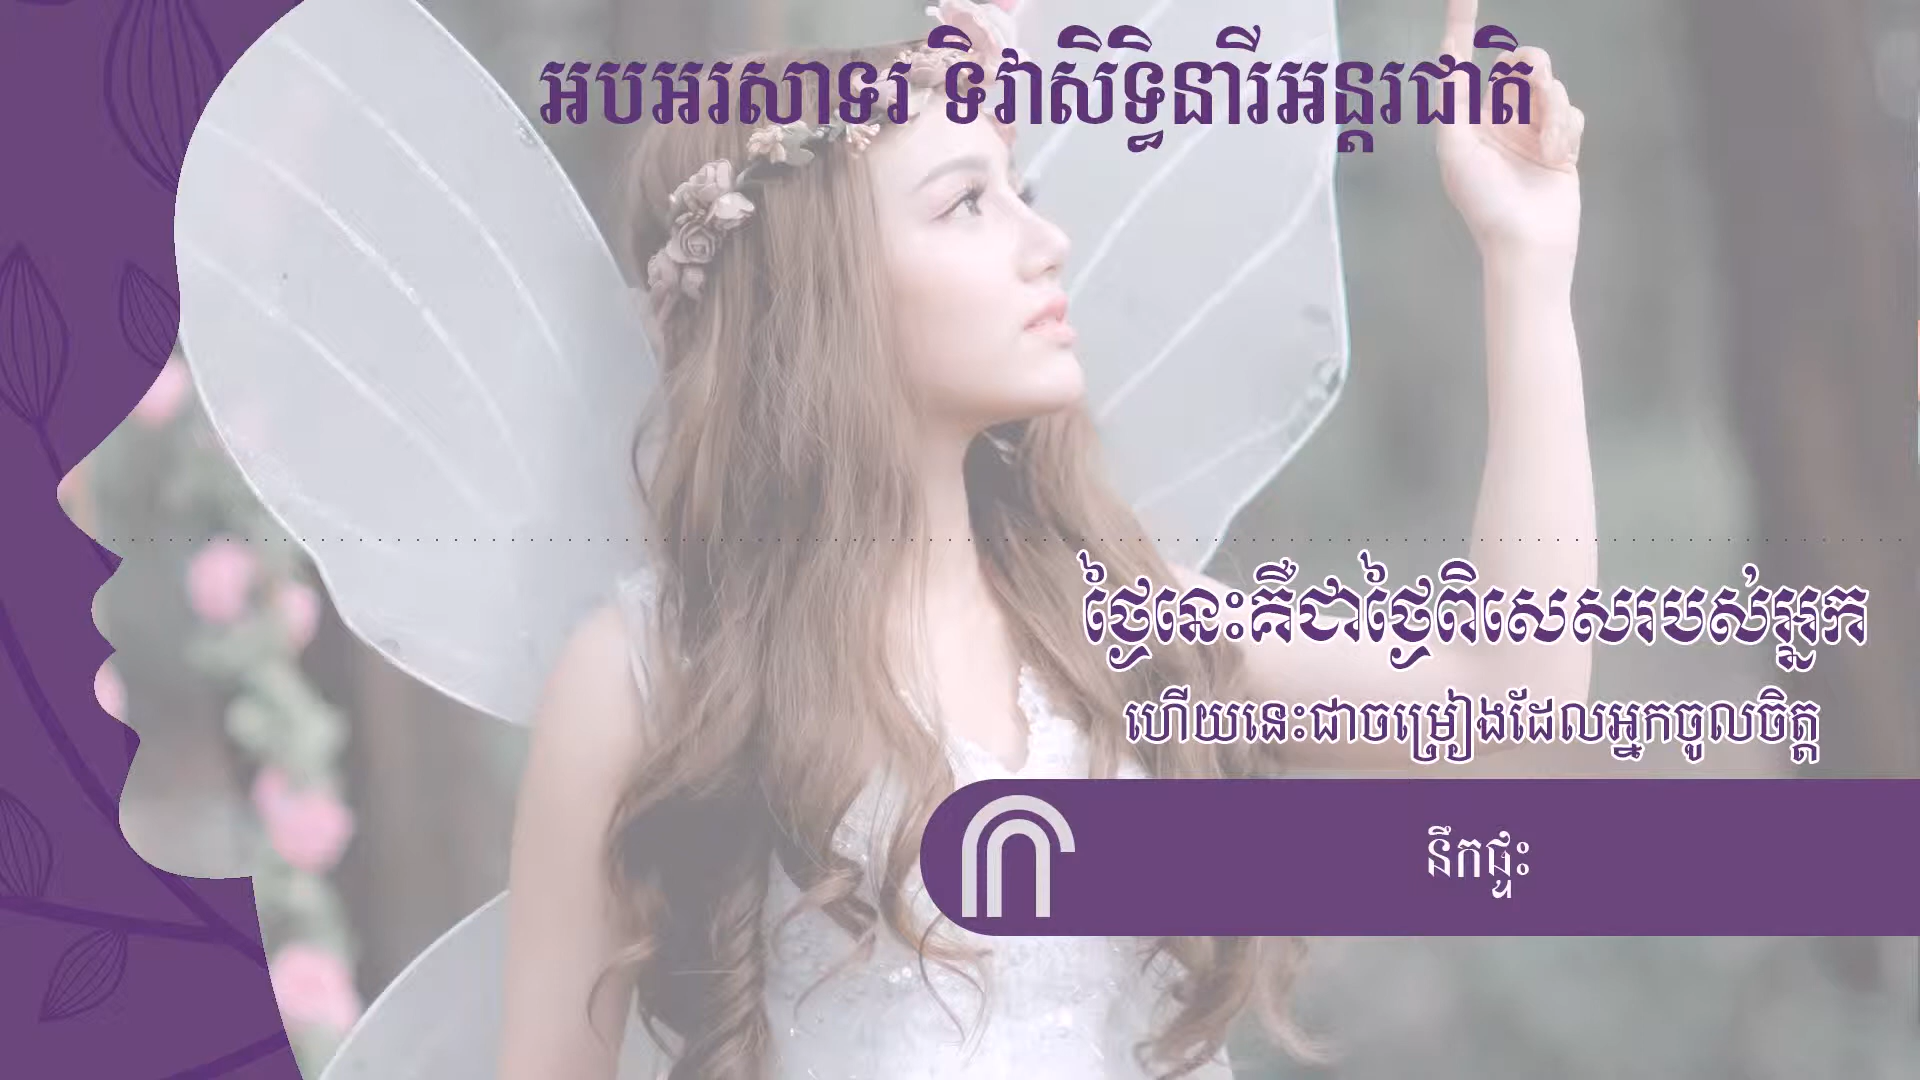 អបអរសាទរ ទិវាសិទ្ធិនារីអន្តរជាតិ
ថ្ងៃនេះគឺជាថ្ងៃពិសេសរបស់អ្នក
ហើយនេះជាចម្រៀងដែលអ្នកចូលចិត្ត
ក
នឹកផ្ទះ